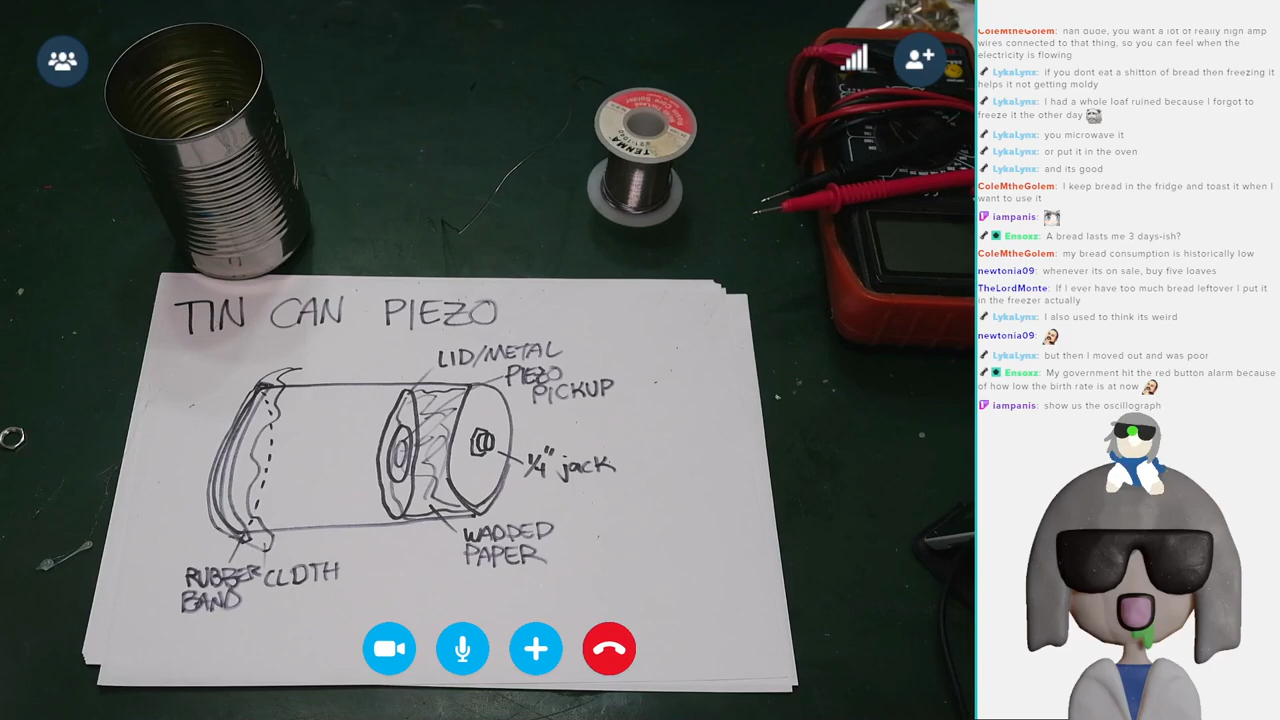 TIN CAN PIEZO
LID/METAL
PIEZO
PICKUP
1/4" jack
WADDED
PAPER
RUBBER
BAND
CLOTH
TENMA
ColeMtheGolem: nah dude, you want a lot of really high amp
wires connected to that thing, so you can feel when the
electricity is flowing
LykaLynx: if you dont eat a shitton of bread then freezing it
helps it not getting moldy
LykaLynx: I had a whole loaf ruined because I forgot to
freeze it the other day
LykaLynx: you microwave it
LykaLynx: or put it in the oven
LykaLynx: and its good
ColeMtheGolem: I keep bread in the fridge and toast it when I
want to use it
iampanis:
Ensoxz: A bread lasts me 3 days-ish?
ColeMtheGolem: my bread consumption is historically low
newtonia09: whenever its on sale, buy five loaves
TheLordMonte: If I ever have too much bread leftover I put it
in the freezer actually
LykaLynx: I also used to think its weird
newtonia09:
LykaLynx: but then I moved out and was poor
Ensoxz: My government hit the red button alarm because
of how low the birth rate is at now
iampanis: show us the oscillograph